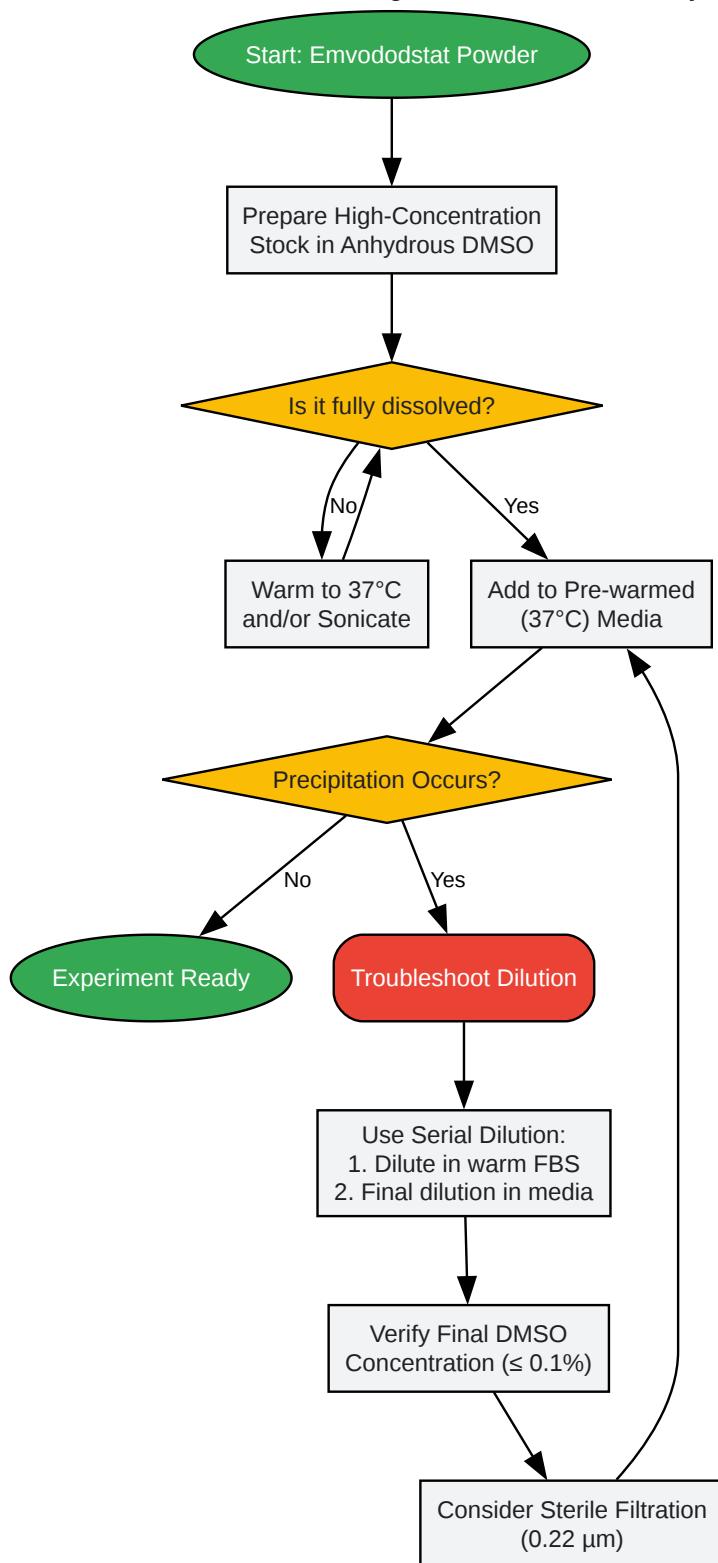 Start: Emvododstat Powder
Prepare High-Concentration
Stock in Anhydrous DMSO
Is it fully dissolved?
No
Yes
Warm to 37°C
and/or Sonicate
Add to Pre-warmed
(37°C) Media
Precipitation Occurs?
No
Yes
Experiment Ready
Troubleshoot Dilution
Use Serial Dilution:
1. Dilute in warm FBS
2. Final dilution in media
Verify Final DMSO
Concentration (≤ 0.1%)
Consider Sterile Filtration
(0.22 µm)